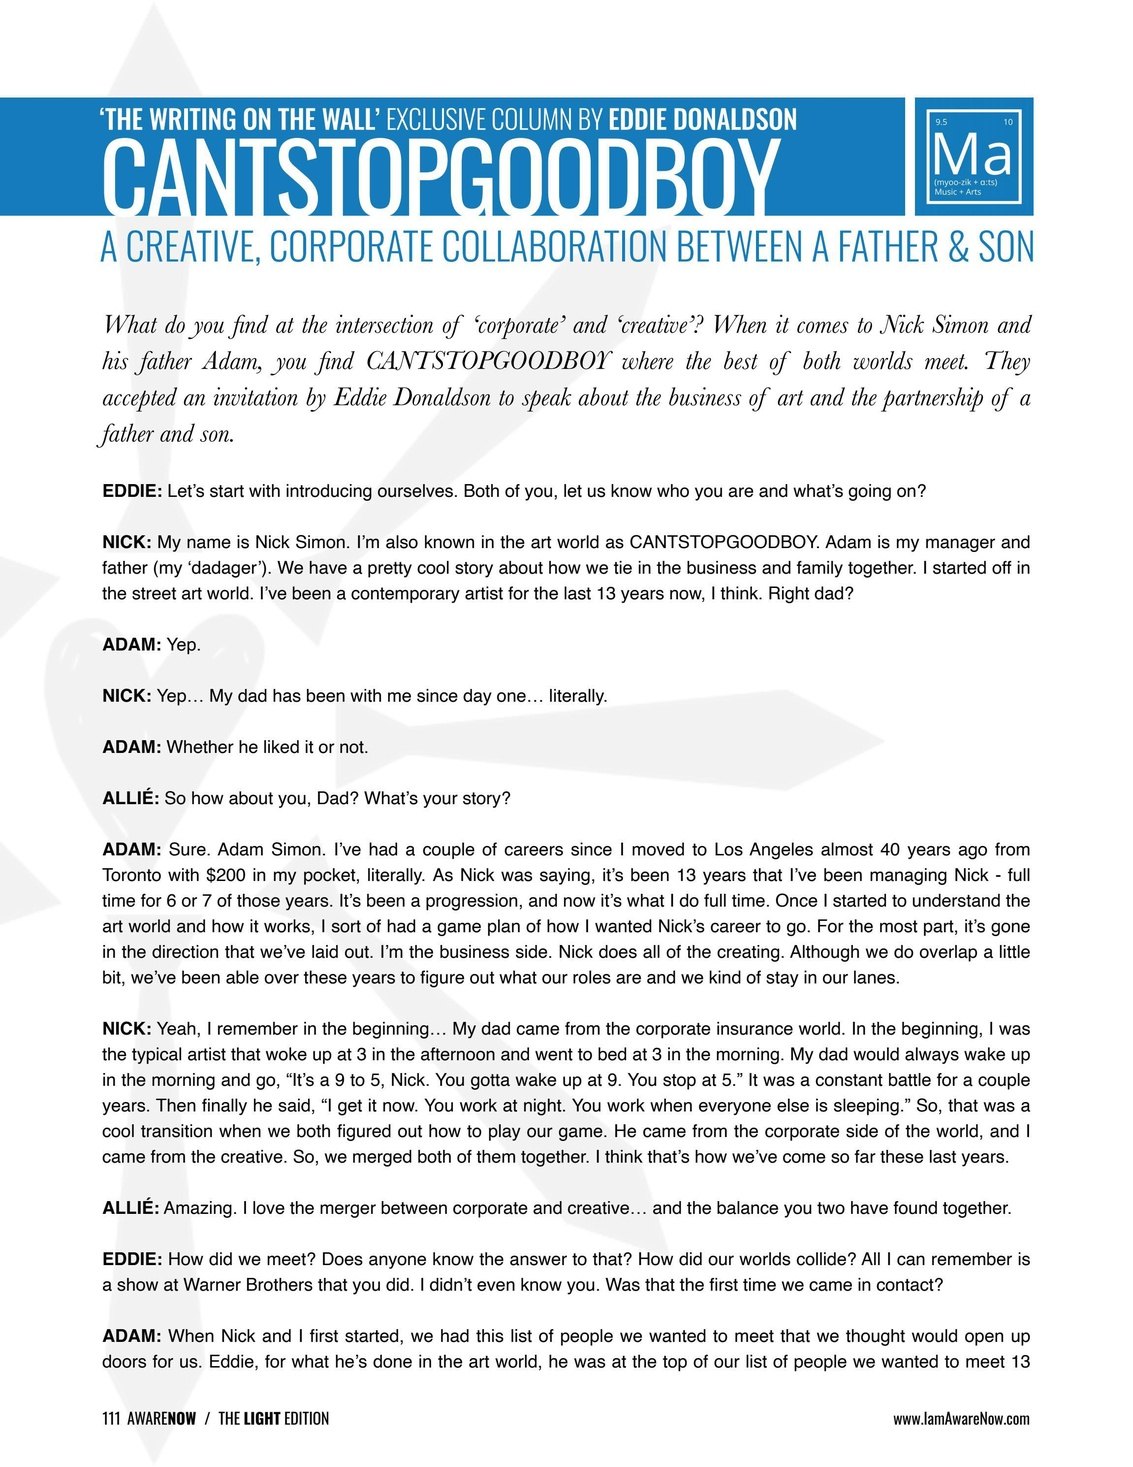 ‘THE WRITING ON THE WALL’ EXCLUSIVE COLUMN BY EDDIE DONALDSON
CANTSTOPGOODBOY
9.5 10
Ma
(myoo-zik + ɑ:ts)
Music + Arts
A CREATIVE, CORPORATE COLLABORATION BETWEEN A FATHER & SON
What do you find at the intersection of ‘corporate’ and ‘creative’? When it comes to Nick Simon and
his father Adam, you find CANTSTOPGOODBOY where the best of both worlds meet. They
accepted an invitation by Eddie Donaldson to speak about the business of art and the partnership of a
father and son.
EDDIE: Let’s start with introducing ourselves. Both of you, let us know who you are and what’s going on?
NICK: My name is Nick Simon. I’m also known in the art world as CANTSTOPGOODBOY. Adam is my manager and
father (my ‘dadager’). We have a pretty cool story about how we tie in the business and family together. I started off in
the street art world. I’ve been a contemporary artist for the last 13 years now, I think. Right dad?
ADAM: Yep.
NICK: Yep… My dad has been with me since day one… literally.
ADAM: Whether he liked it or not.
ALLIÉ: So how about you, Dad? What’s your story?
ADAM: Sure. Adam Simon. I’ve had a couple of careers since I moved to Los Angeles almost 40 years ago from
Toronto with $200 in my pocket, literally. As Nick was saying, it’s been 13 years that I’ve been managing Nick - full
time for 6 or 7 of those years. It’s been a progression, and now it’s what I do full time. Once I started to understand the
art world and how it works, I sort of had a game plan of how I wanted Nick’s career to go. For the most part, it’s gone
in the direction that we’ve laid out. I’m the business side. Nick does all of the creating. Although we do overlap a little
bit, we’ve been able over these years to figure out what our roles are and we kind of stay in our lanes.
NICK: Yeah, I remember in the beginning… My dad came from the corporate insurance world. In the beginning, I was
the typical artist that woke up at 3 in the afternoon and went to bed at 3 in the morning. My dad would always wake up
in the morning and go, “It’s a 9 to 5, Nick. You gotta wake up at 9. You stop at 5.” It was a constant battle for a couple
years. Then finally he said, “I get it now. You work at night. You work when everyone else is sleeping.” So, that was a
cool transition when we both figured out how to play our game. He came from the corporate side of the world, and I
came from the creative. So, we merged both of them together. I think that’s how we’ve come so far these last years.
ALLIÉ: Amazing. I love the merger between corporate and creative… and the balance you two have found together.
EDDIE: How did we meet? Does anyone know the answer to that? How did our worlds collide? All I can remember is
a show at Warner Brothers that you did. I didn’t even know you. Was that the first time we came in contact?
ADAM: When Nick and I first started, we had this list of people we wanted to meet that we thought would open up
doors for us. Eddie, for what he’s done in the art world, he was at the top of our list of people we wanted to meet 13
111 AWARENOW / THE LIGHT EDITION
www.IamAwareNow.com